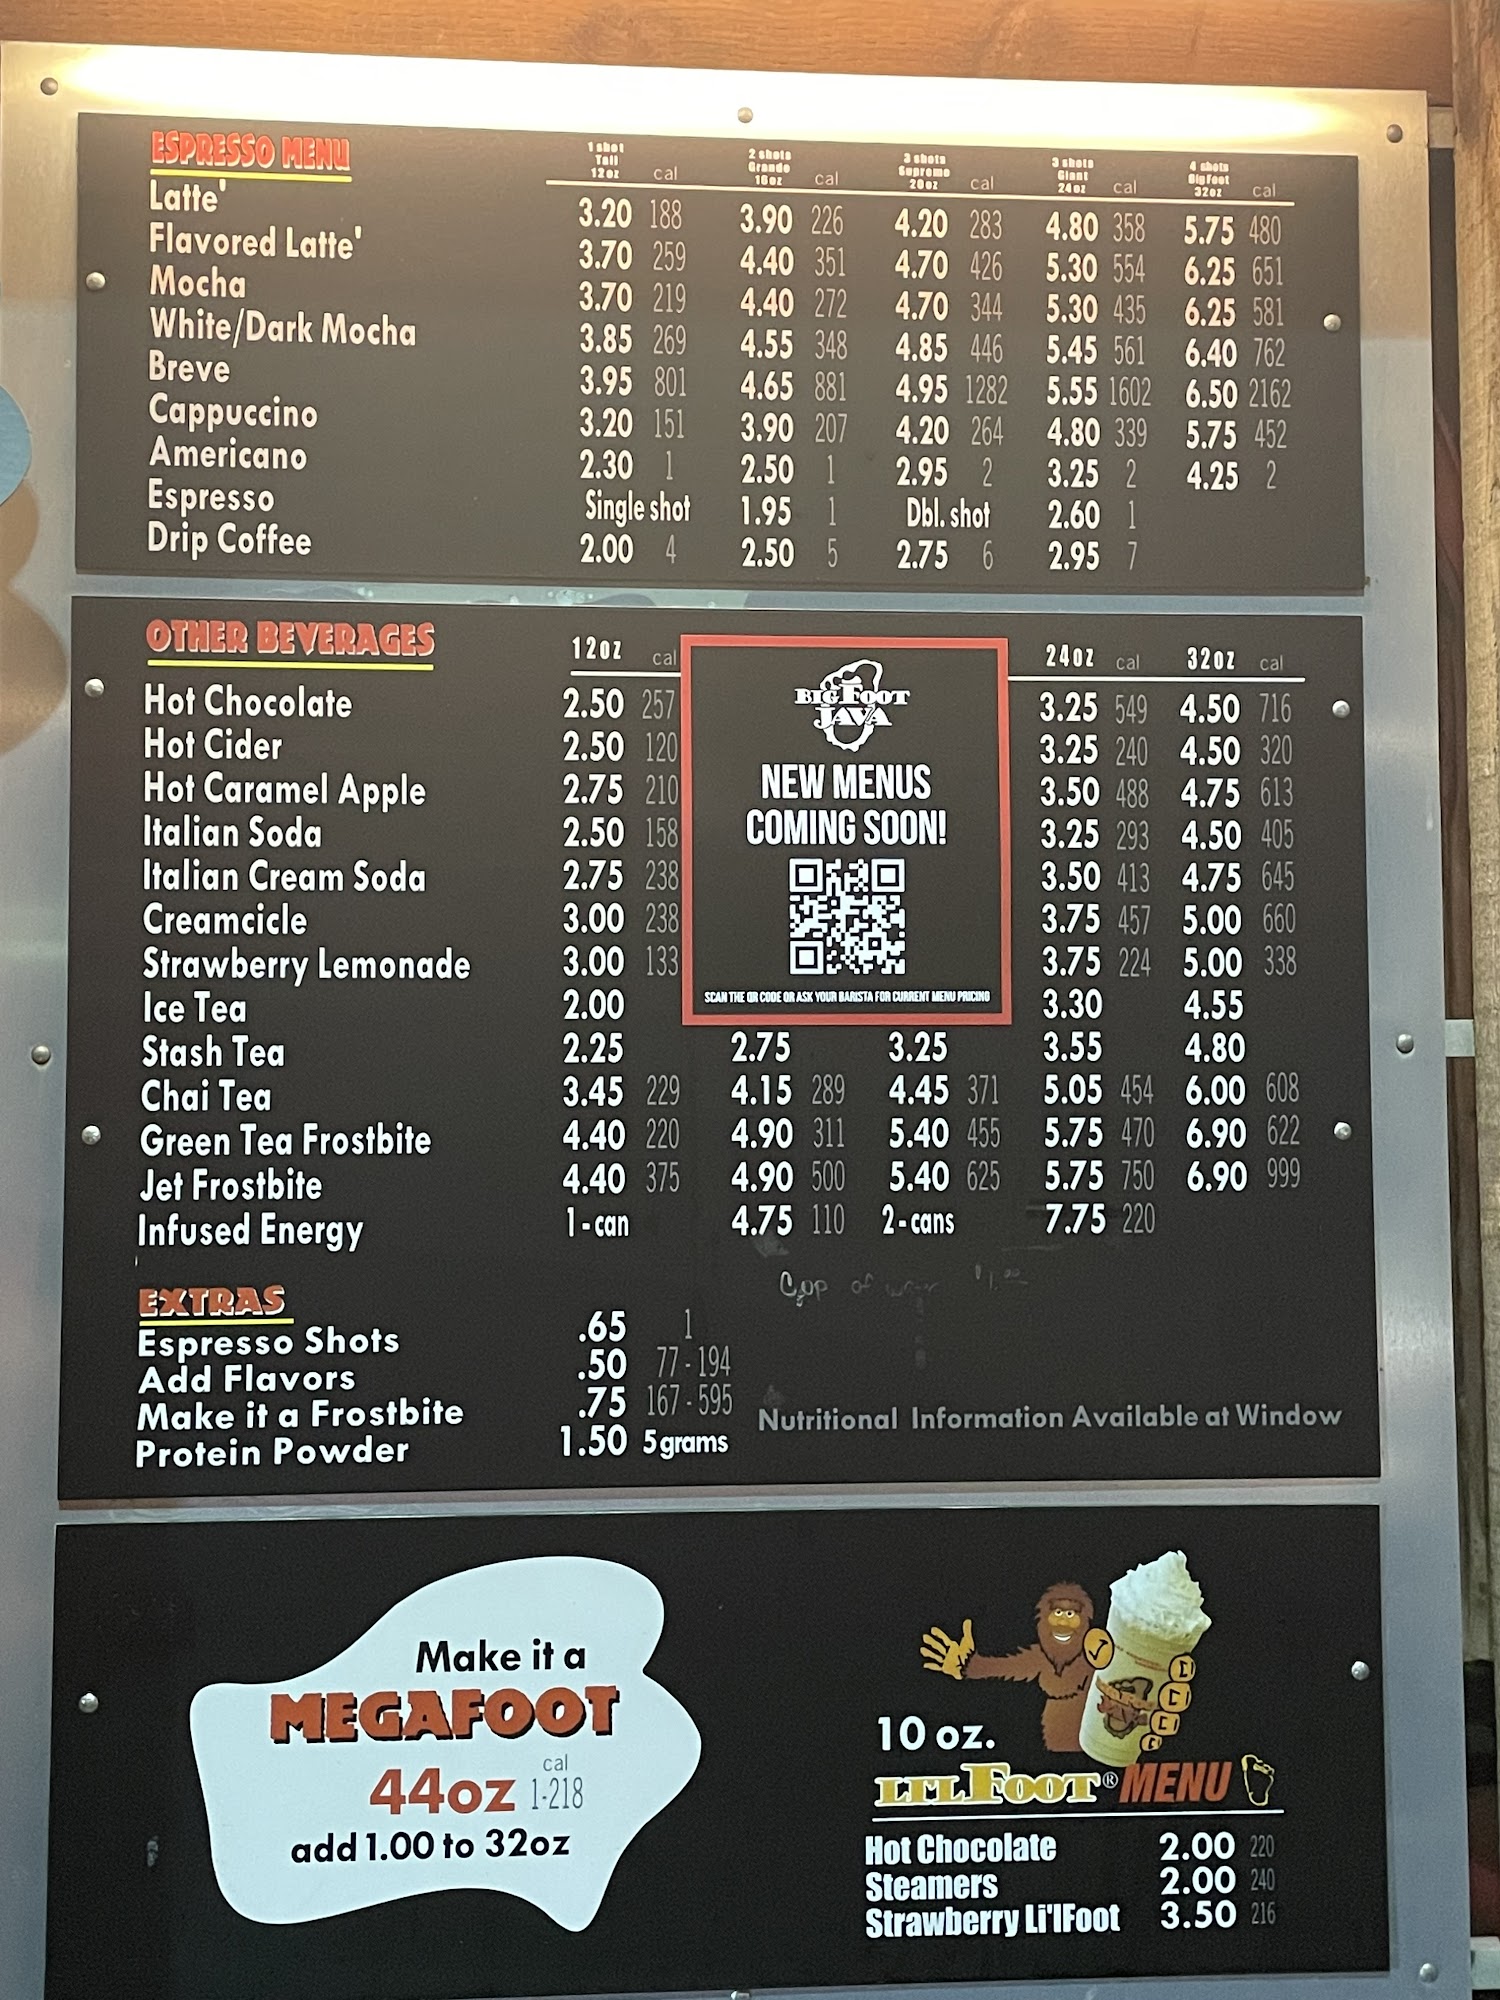 ESPRESSO MENU
1 shot Tall 12oz cal 2 shots Grande 16oz cal 3 shots Supreme 20oz cal 3 shots Giant 24oz cal 4 shots Bigfoot 32oz cal
Latte' 3.20 188 3.90 226 4.20 283 4.80 358 5.75 480
Flavored Latte' 3.70 259 4.40 351 4.70 426 5.30 554 6.25 651
Mocha 3.70 219 4.40 272 4.70 344 5.30 435 6.25 581
White/Dark Mocha 3.85 269 4.55 348 4.85 446 5.45 561 6.40 762
Breve 3.95 801 4.65 881 4.95 1282 5.55 1602 6.50 2162
Cappuccino 3.20 151 3.90 207 4.20 264 4.80 339 5.75 452
Americano 2.30 1 2.50 1 2.95 2 3.25 2 4.25 2
Espresso Single shot 1.95 1 Dbl. shot 2.60 1
Drip Coffee 2.00 4 2.50 5 2.75 6 2.95 7
OTHER BEVERAGES 12oz cal 24oz cal 32oz cal
Hot Chocolate 2.50 257 3.25 549 4.50 716
Hot Cider 2.50 120 3.25 240 4.50 320
Hot Caramel Apple 2.75 210 3.50 488 4.75 613
Italian Soda 2.50 158 3.25 293 4.50 405
Italian Cream Soda 2.75 238 3.50 413 4.75 645
Creamcicle 3.00 238 3.75 457 5.00 660
Strawberry Lemonade 3.00 133 3.75 224 5.00 338
Ice Tea 2.00 3.30 4.55
Stash Tea 2.25 2.75 3.25 3.55 4.80
Chai Tea 3.45 229 4.15 289 4.45 371 5.05 454 6.00 608
Green Tea Frostbite 4.40 220 4.90 311 5.40 455 5.75 470 6.90 622
Jet Frostbite 4.40 375 4.90 500 5.40 625 5.75 750 6.90 999
Infused Energy 1-can 4.75 110 2-cans 7.75 220
BIGFOOT
JAVA
NEW MENUS
COMING SOON!
SCAN THE QR CODE OR ASK YOUR BARISTA FOR CURRENT MENU PRICING
Cup of water $1.00
EXTRAS
Espresso Shots .65 1
Add Flavors .50 77-194
Make it a Frostbite .75 167-595
Protein Powder 1.50 5 grams
Nutritional Information Available at Window
Make it a
MEGAFOOT
44oz cal 1-218
add 1.00 to 32oz
10 oz.
LI'LFOOT® MENU
Hot Chocolate 2.00 220
Steamers 2.00 240
Strawberry Li'lFoot 3.50 216